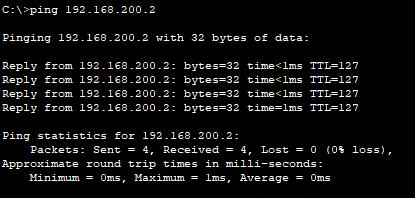 C:\>ping 192.168.200.2
Pinging 192.168.200.2 with 32 bytes of data:
Reply from 192.168.200.2: bytes=32 time<1ms TTL=127
Reply from 192.168.200.2: bytes=32 time<1ms TTL=127
Reply from 192.168.200.2: bytes=32 time<1ms TTL=127
Reply from 192.168.200.2: bytes=32 time=1ms TTL=127
Ping statistics for 192.168.200.2:
Packets: Sent = 4, Received = 4, Lost = 0 (0% loss),
Approximate round trip times in milli-seconds:
Minimum = 0ms, Maximum = 1ms, Average = 0ms